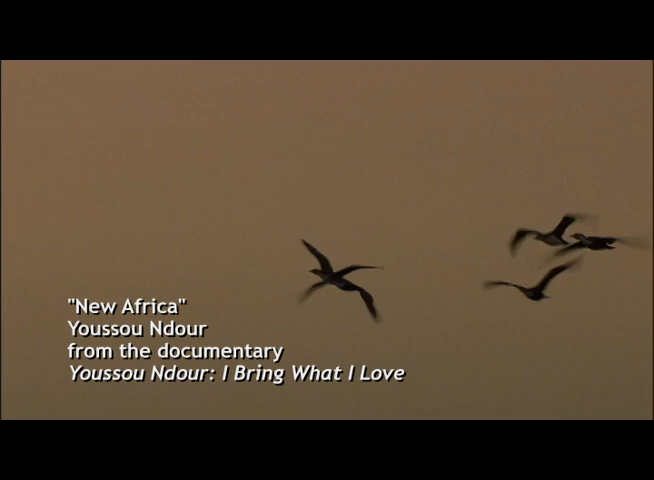 "New Africa"
Youssou Ndour
from the documentary
Youssou Ndour: I Bring What I Love